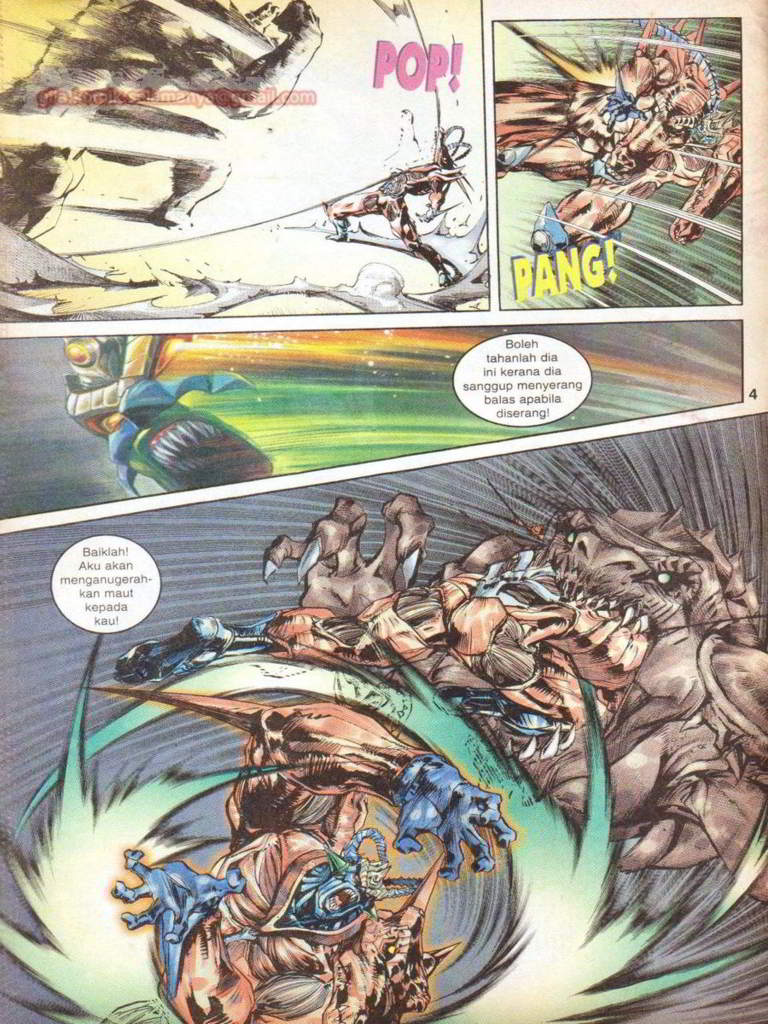 POP!
PANG!
Boleh
tahanlah dia
ini kerana dia
sanggup menyerang
balas apabila
diserang!
4
Baiklah!
Aku akan
menganugerah-
kan maut
kepada
kau!